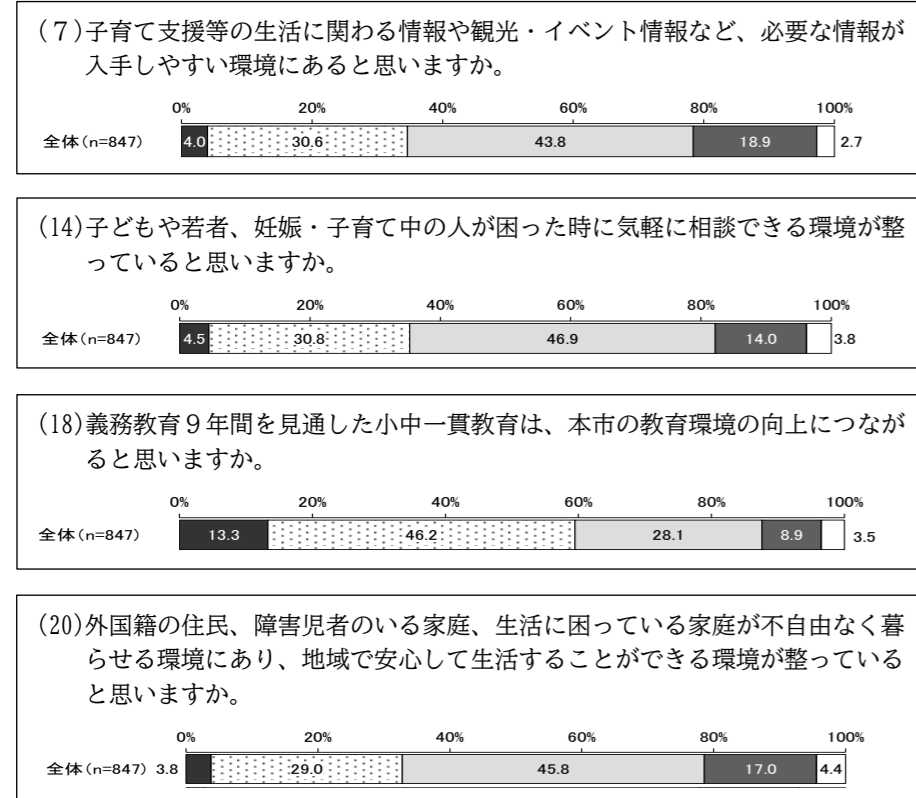 (7)子育て支援等の生活に関わる情報や観光・イベント情報など、必要な情報が
入手しやすい環境にあると思いますか。
0% 20% 40% 60% 80% 100%
全体(n=847) 4.0 30.6 43.8 18.9 2.7
(14)子どもや若者、妊娠・子育て中の人が困った時に気軽に相談できる環境が整
っていると思いますか。
0% 20% 40% 60% 80% 100%
全体(n=847) 4.5 30.8 46.9 14.0 3.8
(18)義務教育9年間を見通した小中一貫教育は、本市の教育環境の向上につなが
ると思いますか。
0% 20% 40% 60% 80% 100%
全体(n=847) 13.3 46.2 28.1 8.9 3.5
(20)外国籍の住民、障害児者のいる家庭、生活に困っている家庭が不自由なく暮
らせる環境にあり、地域で安心して生活することができる環境が整っている
と思いますか。
0% 20% 40% 60% 80% 100%
全体(n=847) 3.8 29.0 45.8 17.0 4.4